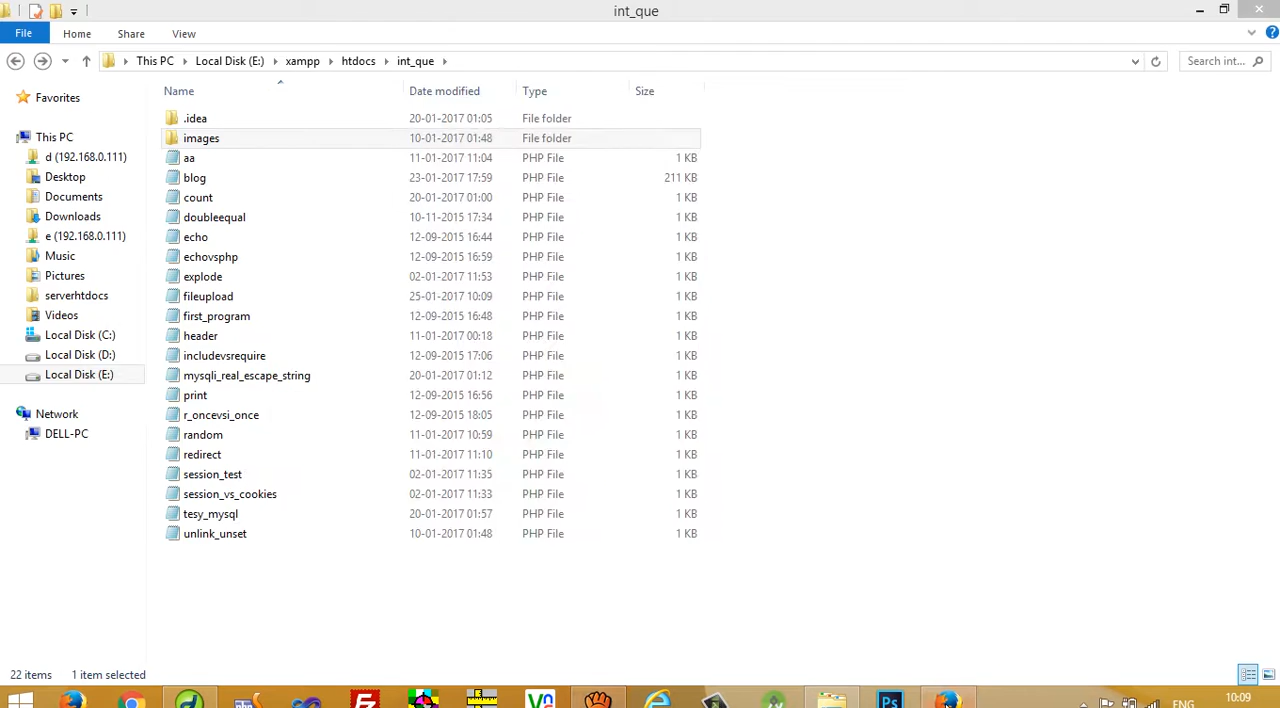 int_que
File Home Share View
This PC Local Disk (E:) xampp htdocs int_que Search int...
Name Date modified Type Size
Favorites
This PC
d (192.168.0.111)
Desktop
Documents
Downloads
e (192.168.0.111)
Music
Pictures
serverhtdocs
Videos
Local Disk (C:)
Local Disk (D:)
Local Disk (E:)
Network
DELL-PC
.idea 20-01-2017 01:05 File folder
images 10-01-2017 01:48 File folder
aa 11-01-2017 11:04 PHP File 1 KB
blog 23-01-2017 17:59 PHP File 211 KB
count 20-01-2017 01:00 PHP File 1 KB
doubleequal 10-11-2015 17:34 PHP File 1 KB
echo 12-09-2015 16:44 PHP File 1 KB
echovsphp 12-09-2015 16:59 PHP File 1 KB
explode 02-01-2017 11:53 PHP File 1 KB
fileupload 25-01-2017 10:09 PHP File 1 KB
first_program 12-09-2015 16:48 PHP File 1 KB
header 11-01-2017 00:18 PHP File 1 KB
includevsrequire 12-09-2015 17:06 PHP File 1 KB
mysqli_real_escape_string 20-01-2017 01:12 PHP File 1 KB
print 12-09-2015 16:56 PHP File 1 KB
r_oncevsi_once 12-09-2015 18:05 PHP File 1 KB
random 11-01-2017 10:59 PHP File 1 KB
redirect 11-01-2017 11:10 PHP File 1 KB
session_test 02-01-2017 11:35 PHP File 1 KB
session_vs_cookies 02-01-2017 11:33 PHP File 1 KB
tesy_mysql 20-01-2017 01:57 PHP File 1 KB
unlink_unset 10-01-2017 01:48 PHP File 1 KB
22 items 1 item selected
Ps ENG 10:09